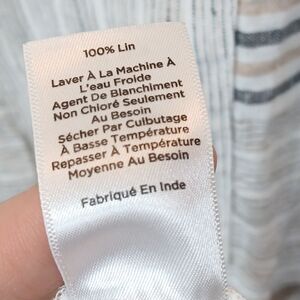 100% Lin
Laver À La Machine À
L'eau Froide
Agent De Blanchiment
Non Chloré Seulement
Au Besoin
Sécher Par Culbutage
À Basse Température
Repasser À Température
Moyenne Au Besoin
Fabriqué En Inde